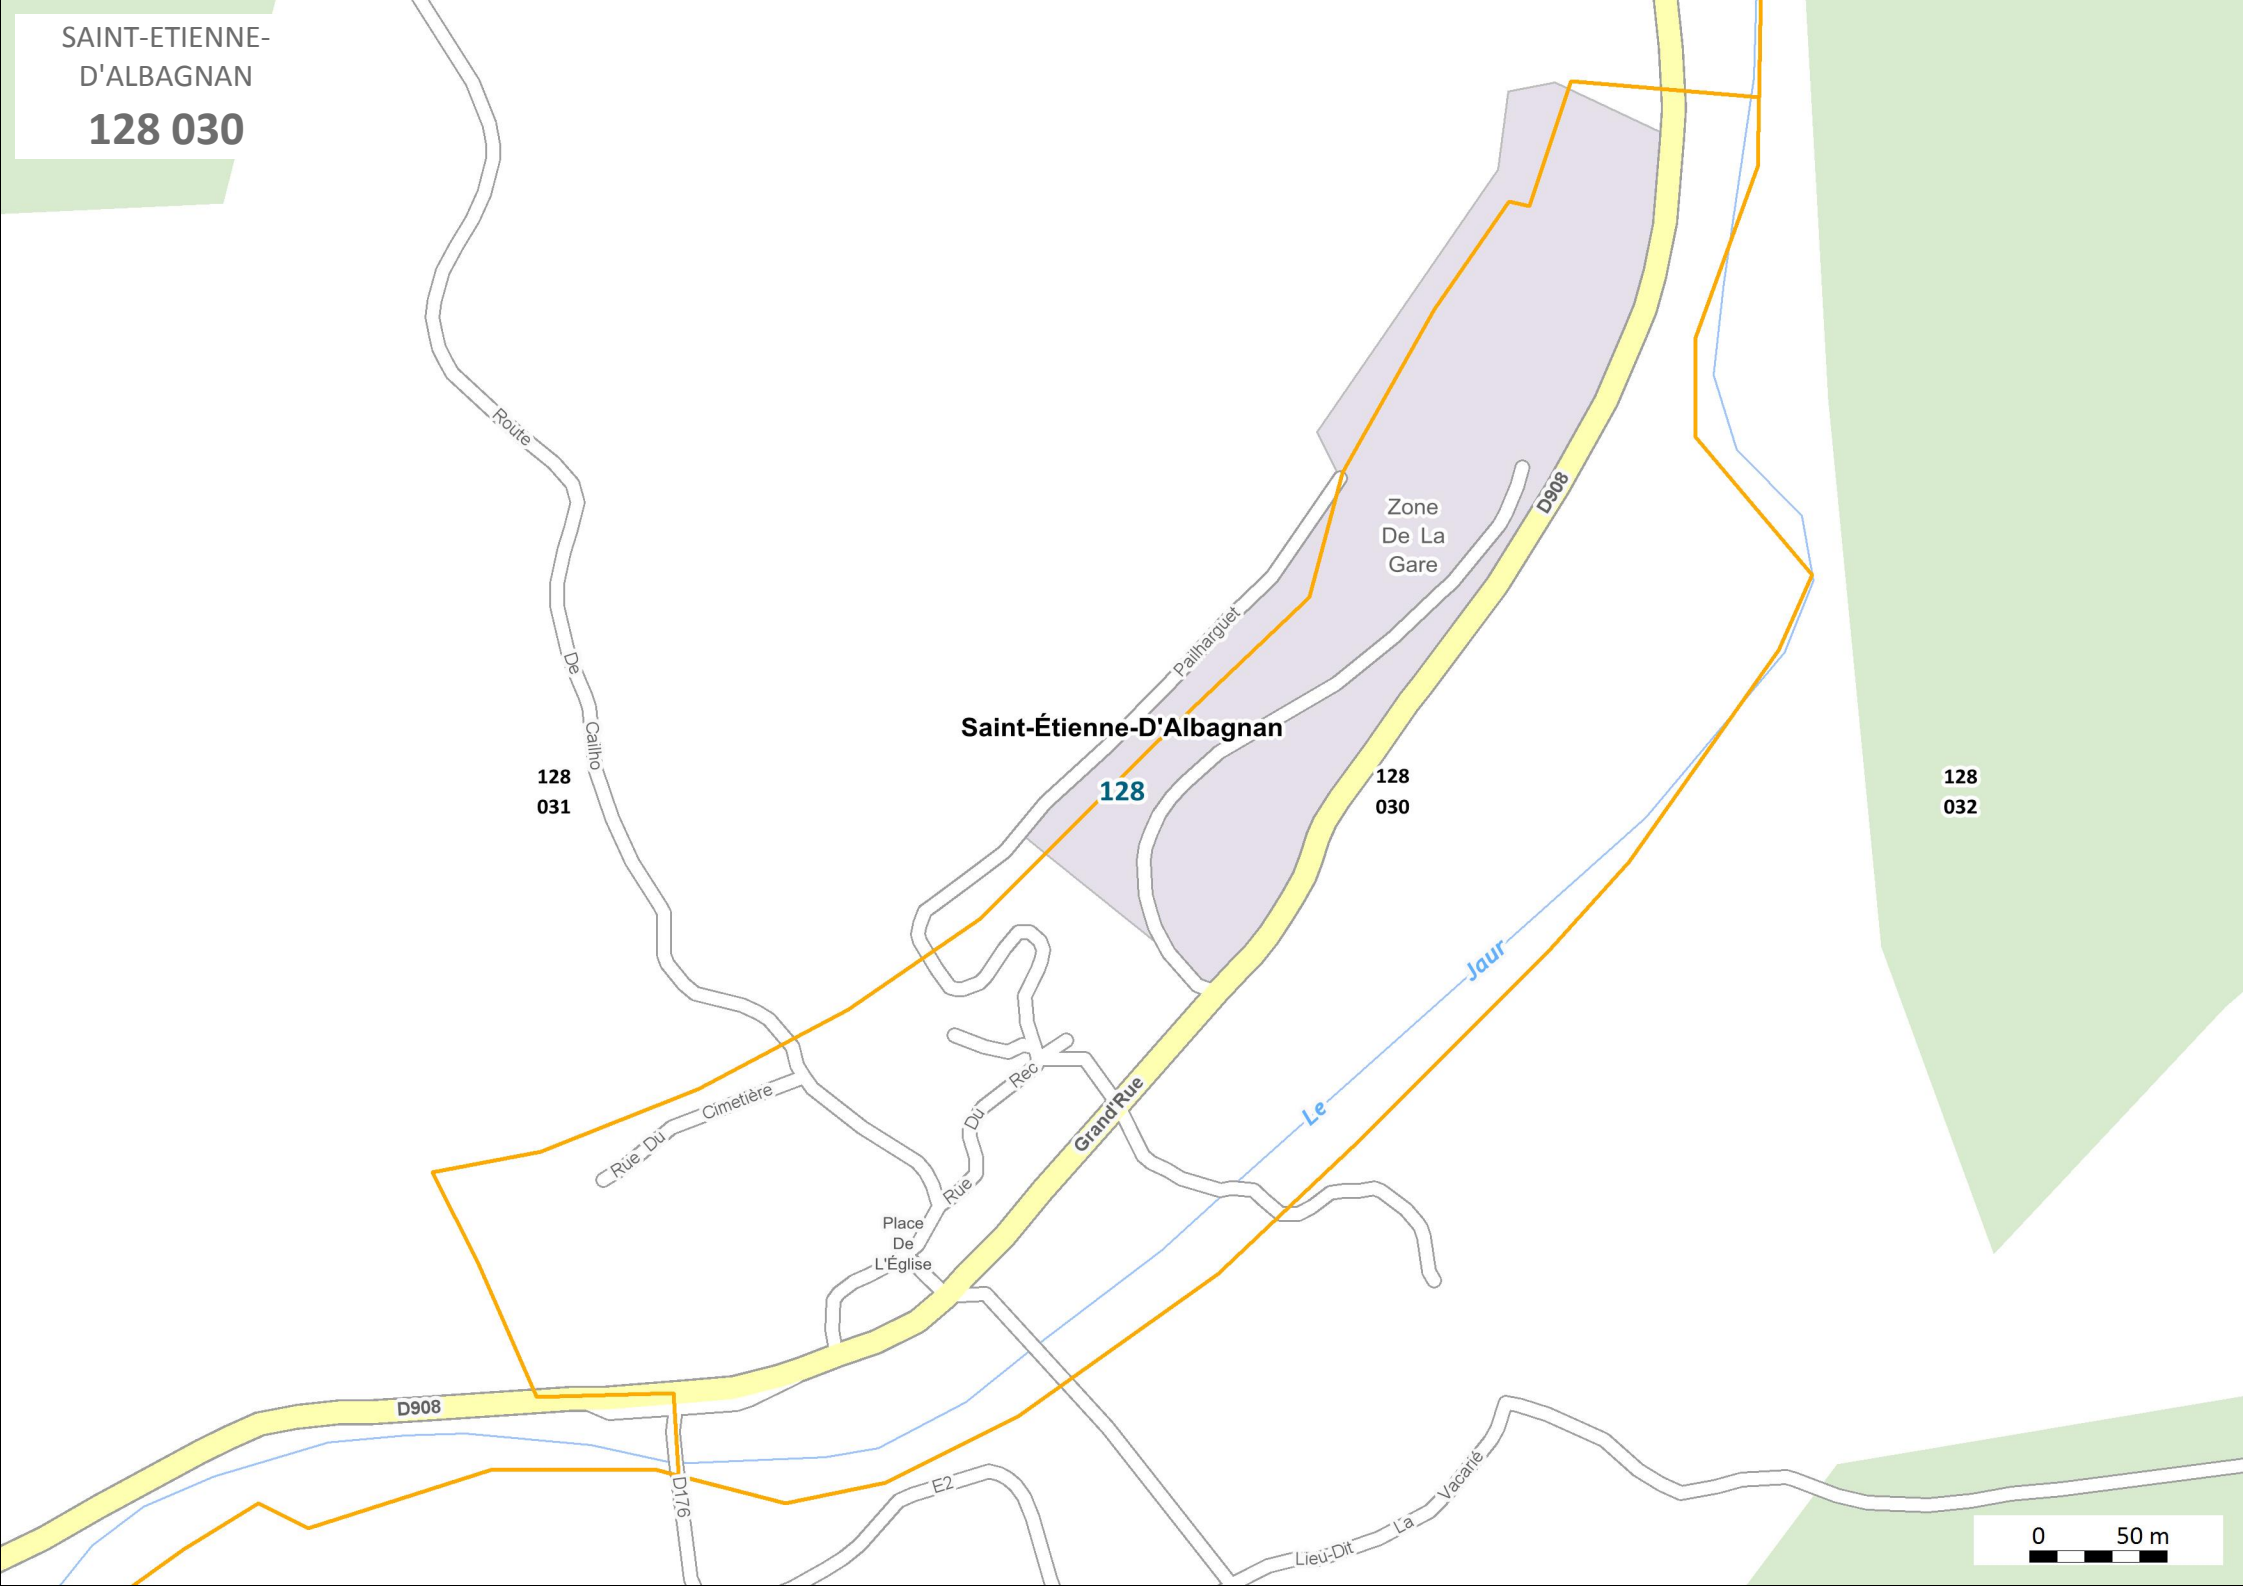 SAINT-ETIENNE-
D'ALBAGNAN
128 030
Route
De
Cailho
D908
Zone
De La
Gare
Pailharguet
Saint-Étienne-D'Albagnan
128
128
031
128
030
128
032
Le Jaur
Rue Du Cimetière
Rue Du Rec
Grand'Rue
Place
De
L'Église
D908
D176
E2
Lieu-Dit La Vacarié
0 50 m